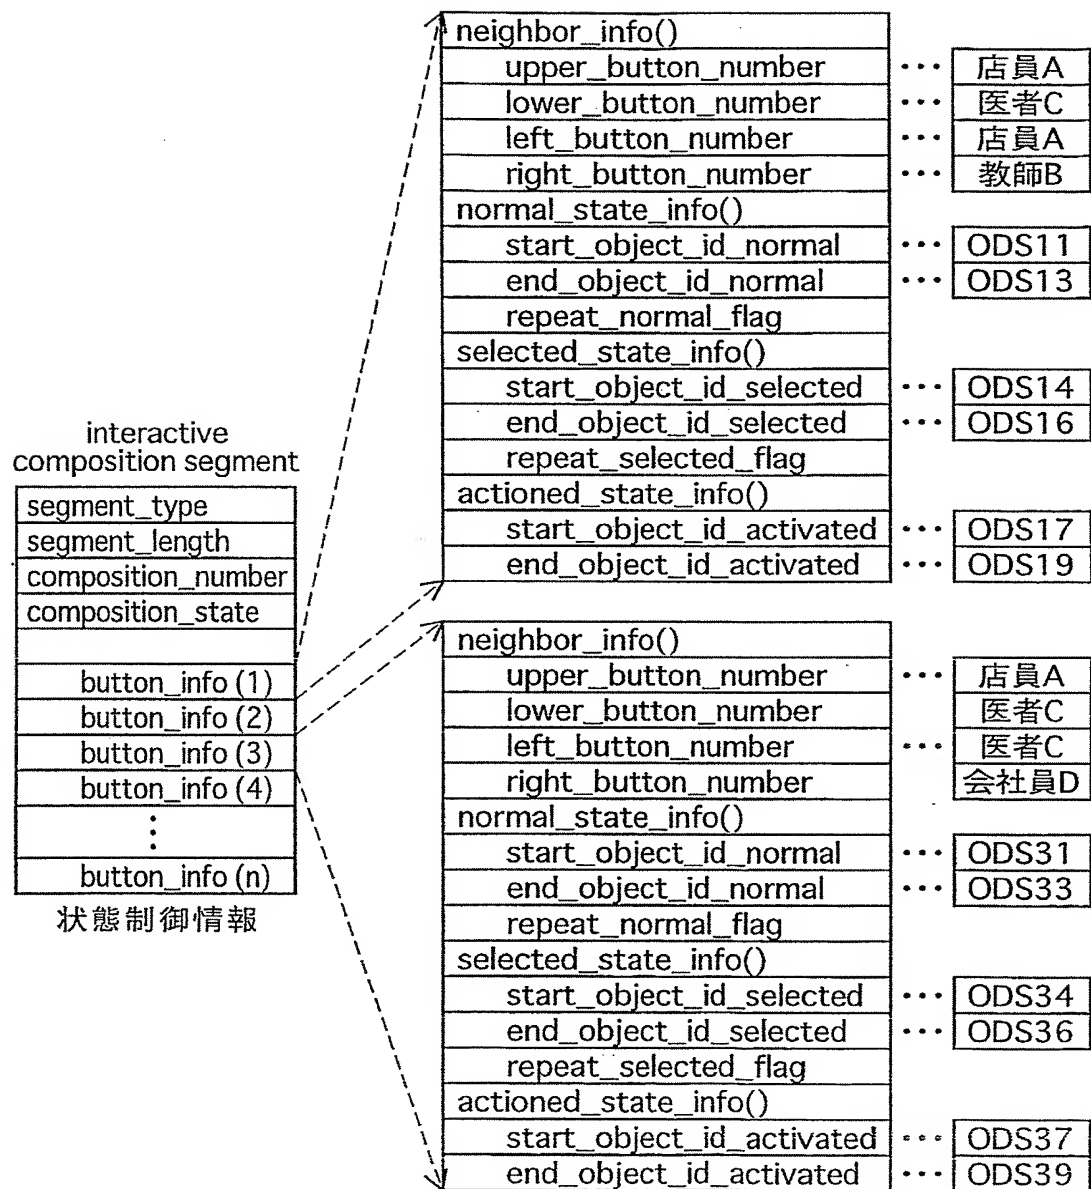 interactive
composition segment
segment_type
segment_length
composition_number
composition_state
button_info (1)
button_info (2)
button_info (3)
button_info (4)
⋮
button_info (n)
状態制御情報
neighbor_info()
upper_button_number ••• 店員A
lower_button_number ••• 医者C
left_button_number ••• 店員A
right_button_number ••• 教師B
normal_state_info()
start_object_id_normal ••• ODS11
end_object_id_normal ••• ODS13
repeat_normal_flag
selected_state_info()
start_object_id_selected ••• ODS14
end_object_id_selected ••• ODS16
repeat_selected_flag
actioned_state_info()
start_object_id_activated ••• ODS17
end_object_id_activated ••• ODS19
neighbor_info()
upper_button_number ••• 店員A
lower_button_number 医者C
left_button_number ••• 医者C
right_button_number 会社員D
normal_state_info()
start_object_id_normal ••• ODS31
end_object_id_normal ••• ODS33
repeat_normal_flag
selected_state_info()
start_object_id_selected ••• ODS34
end_object_id_selected ••• ODS36
repeat_selected_flag
actioned_state_info()
start_object_id_activated ••• ODS37
end_object_id_activated ••• ODS39